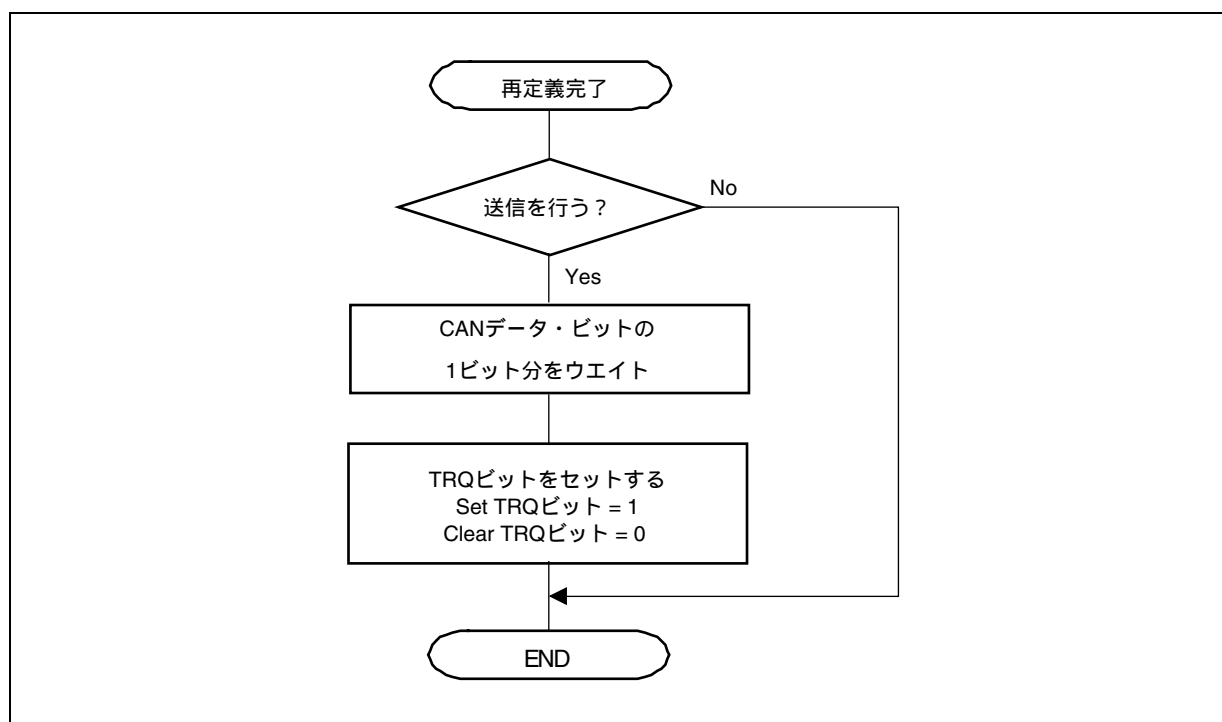 再定義完了
送信を行う？
No
Yes
CANデータ・ビットの
1ビット分をウエイト
TRQビットをセットする
Set TRQビット = 1
Clear TRQビット = 0
END